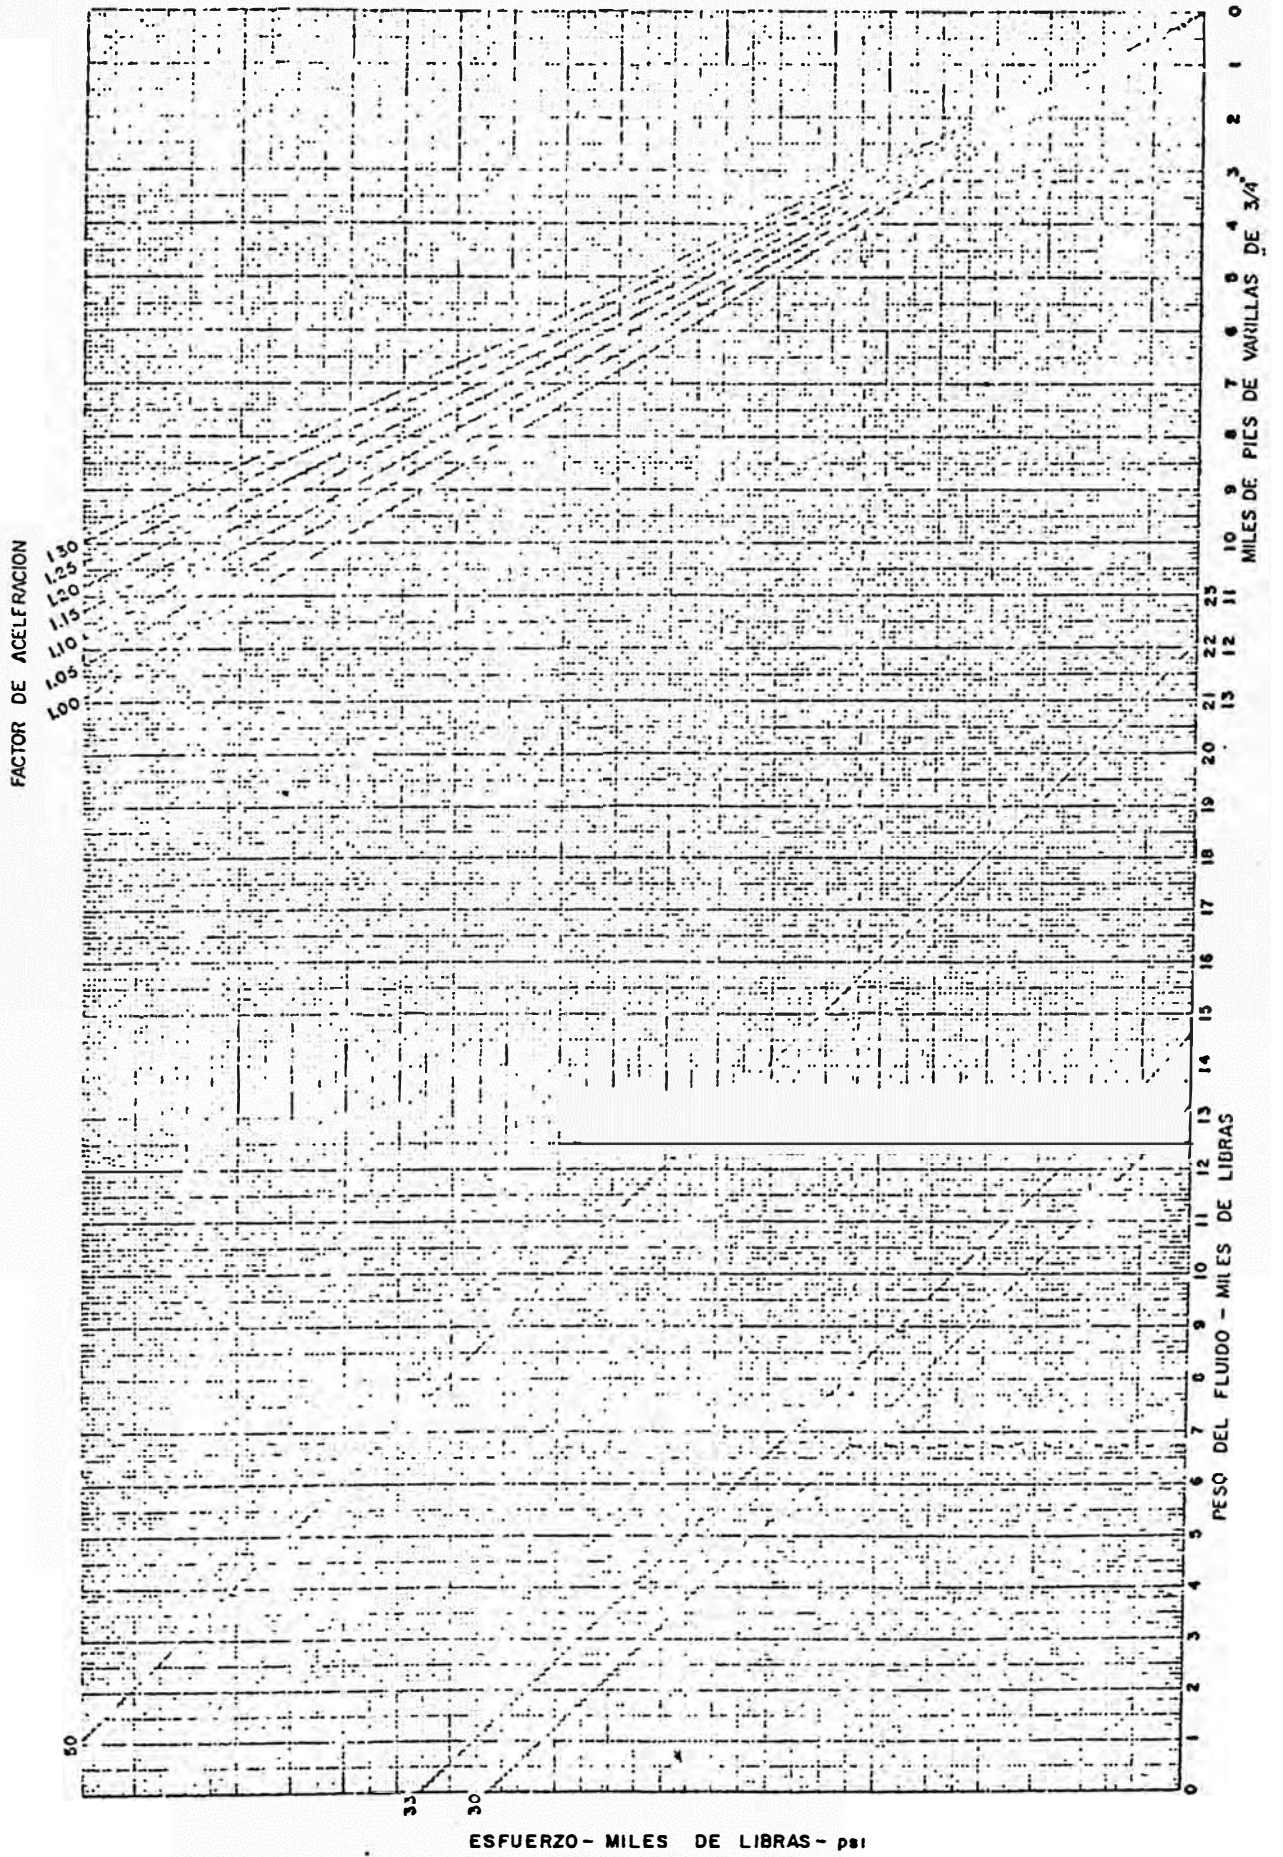 FACTOR DE ACELERACION
1.30
1.25
1.20
1.15
1.10
1.05
1.00
50
33
30
ESFUERZO - MILES DE LIBRAS - psi
0 1 2 3 4 5 6 7 8 9 10 11 12 13 14 15 16 17 18 19 20 21 22 23
PESO DEL FLUIDO - MILES DE LIBRAS
13 12 11 10 9 8 7 6 5 4 3 2 1 0
MILES DE PIES DE VARILLAS DE 3/4"